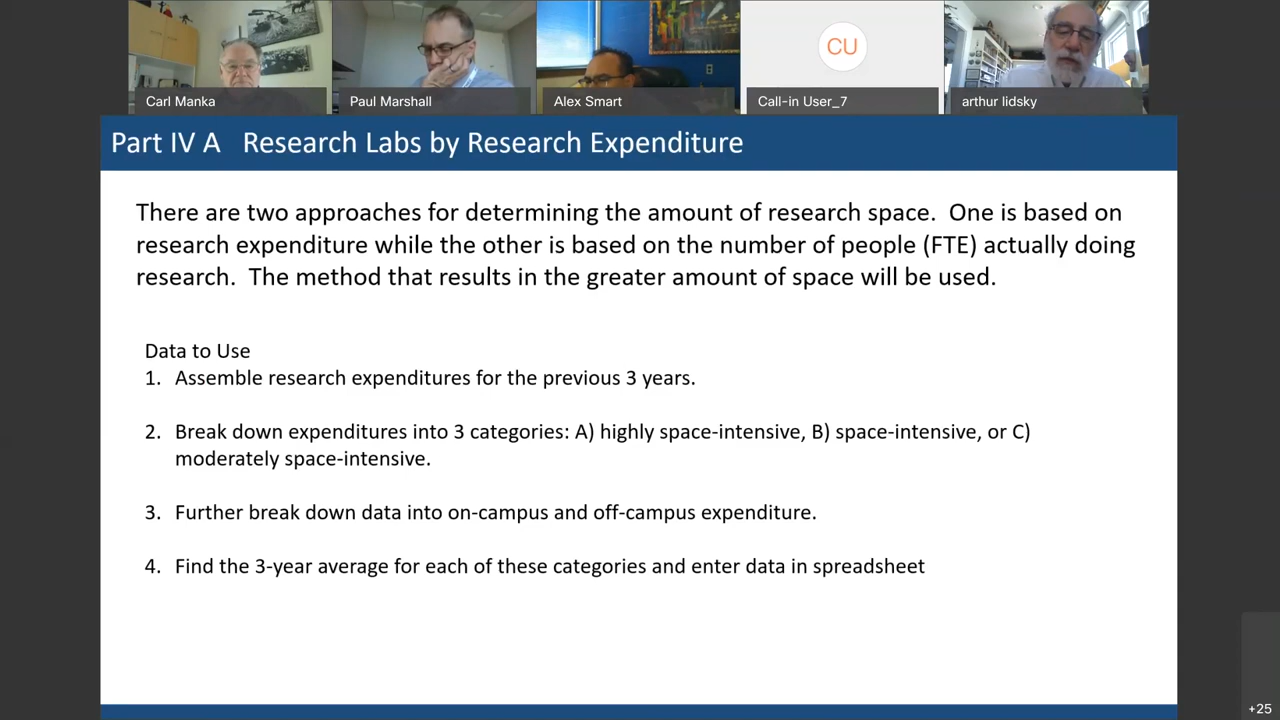 CU
Carl Manka
Paul Marshall
Alex Smart
Call-in User_7
arthur lidsky
Part IV A Research Labs by Research Expenditure
There are two approaches for determining the amount of research space. One is based on
research expenditure while the other is based on the number of people (FTE) actually doing
research. The method that results in the greater amount of space will be used.
Data to Use
1. Assemble research expenditures for the previous 3 years.
2. Break down expenditures into 3 categories: A) highly space-intensive, B) space-intensive, or C)
moderately space-intensive.
3. Further break down data into on-campus and off-campus expenditure.
4. Find the 3-year average for each of these categories and enter data in spreadsheet
+25